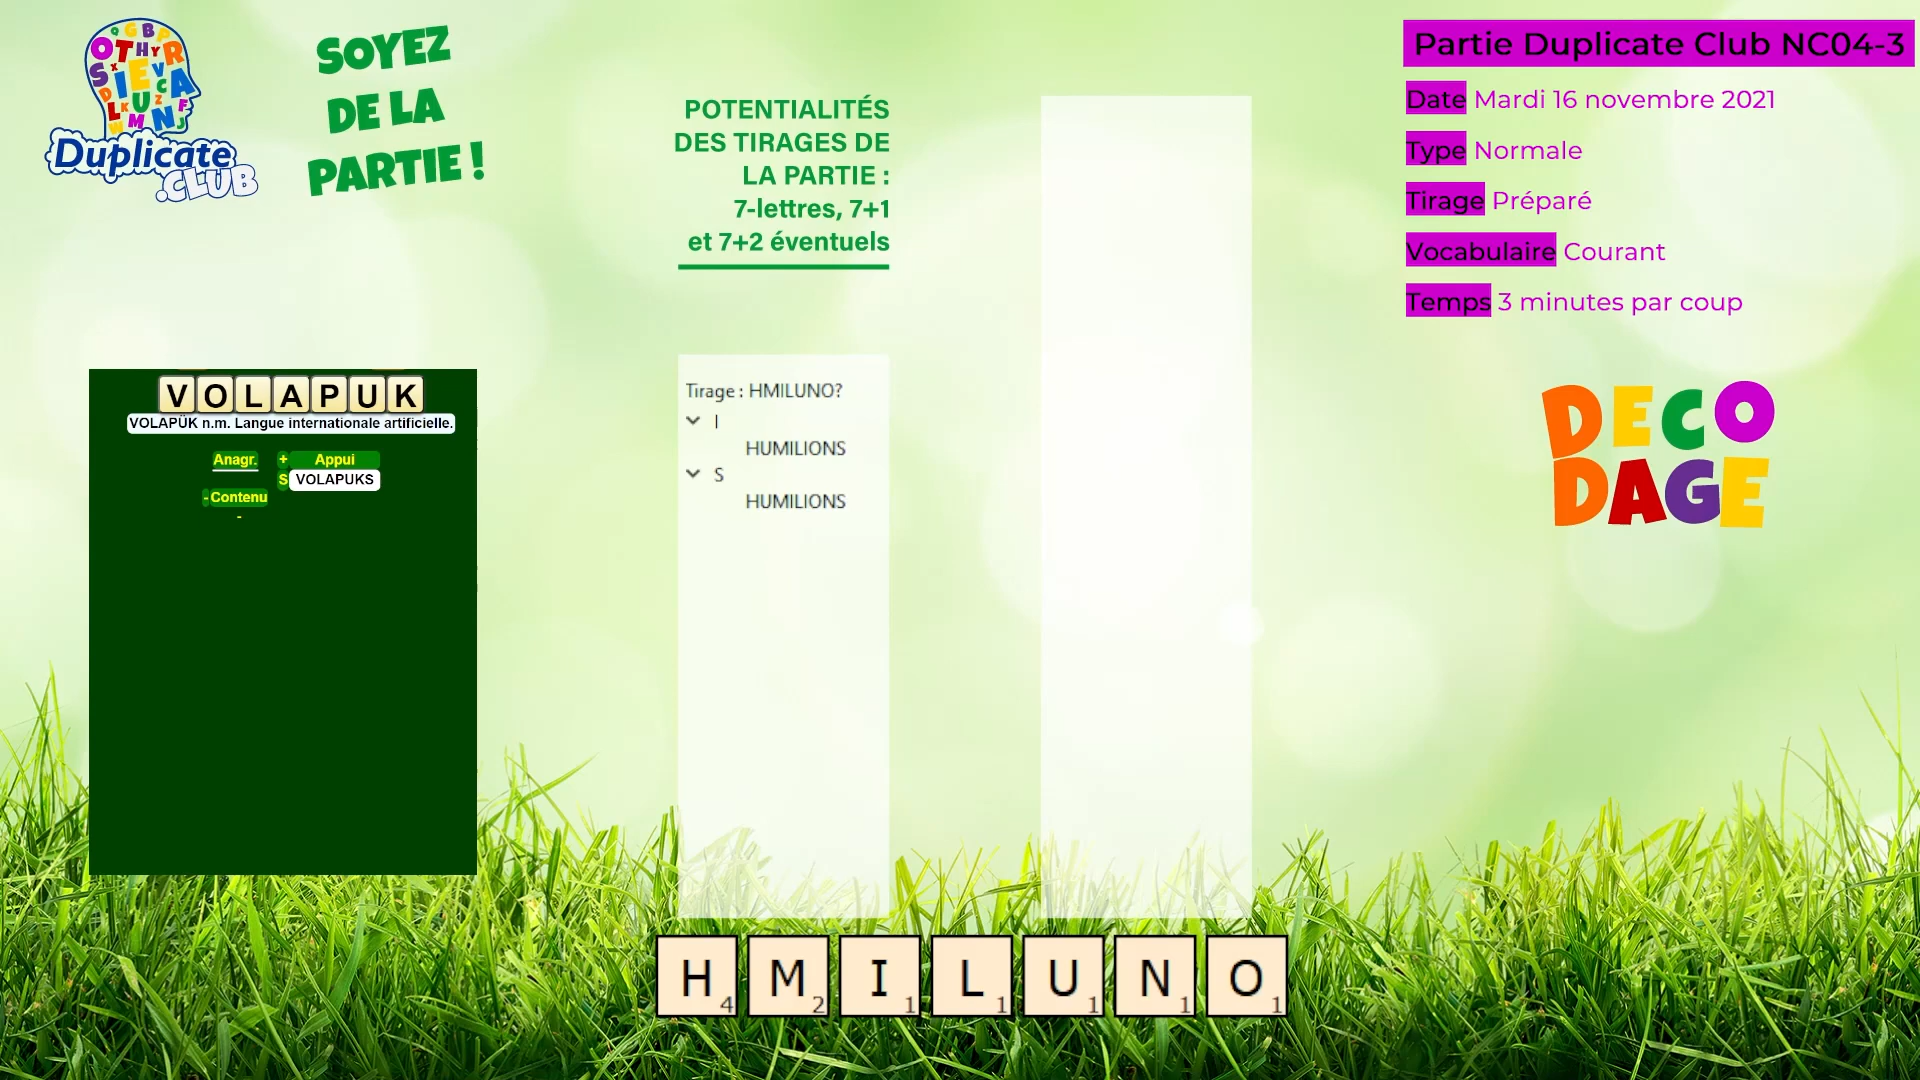 Duplicate
.CLUB
SOYEZ
DE LA
PARTIE !
POTENTIALITÉS
DES TIRAGES DE
LA PARTIE :
7-lettres, 7+1
et 7+2 éventuels
Partie Duplicate Club NC04-3
Date Mardi 16 novembre 2021
Type Normale
Tirage Préparé
Vocabulaire Courant
Temps 3 minutes par coup
DECO
DAGE
VOLAPUK
VOLAPÜK n.m. Langue internationale artificielle.
Anagr. + Appui
S VOLAPUKS
- Contenu
-
Tirage : HMILUNO?
I
HUMILIONS
S
HUMILIONS
H4 M2 I1 L1 U1 N1 O1